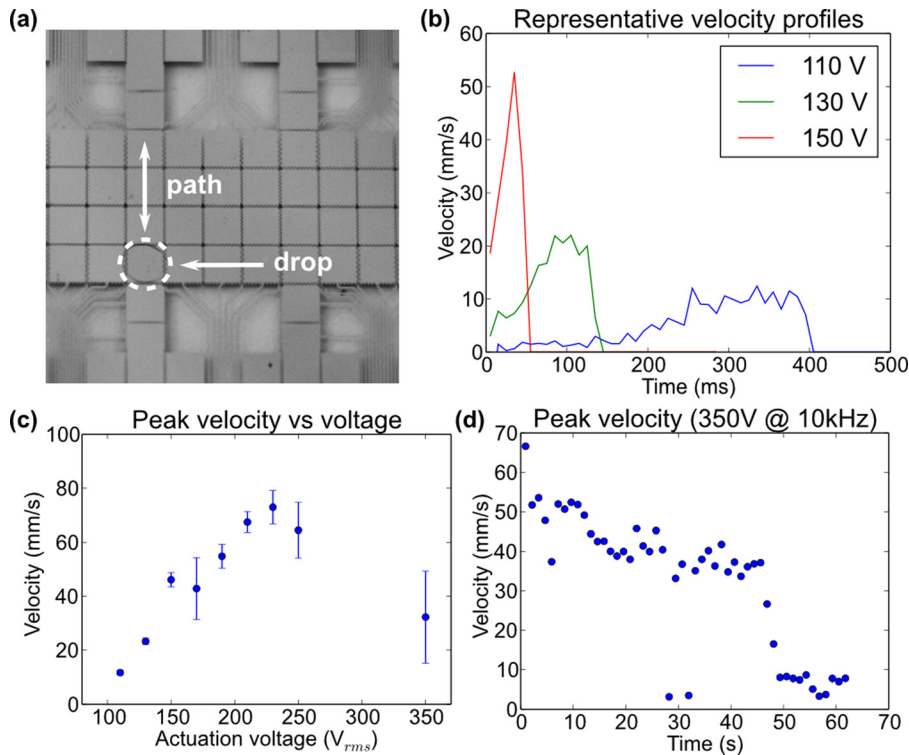 (a)
path
drop
(b)
Representative velocity profiles
60
50
40
30
20
10
0
Velocity (mm/s)
110 V
130 V
150 V
0
100
200
300
400
500
Time (ms)
(c)
Peak velocity vs voltage
100
80
60
40
20
0
Velocity (mm/s)
100
150
200
250
300
350
Actuation voltage (Vrms)
(d)
Peak velocity (350V @ 10kHz)
70
60
50
40
30
20
10
0
Velocity (mm/s)
0
10
20
30
40
50
60
70
Time (s)